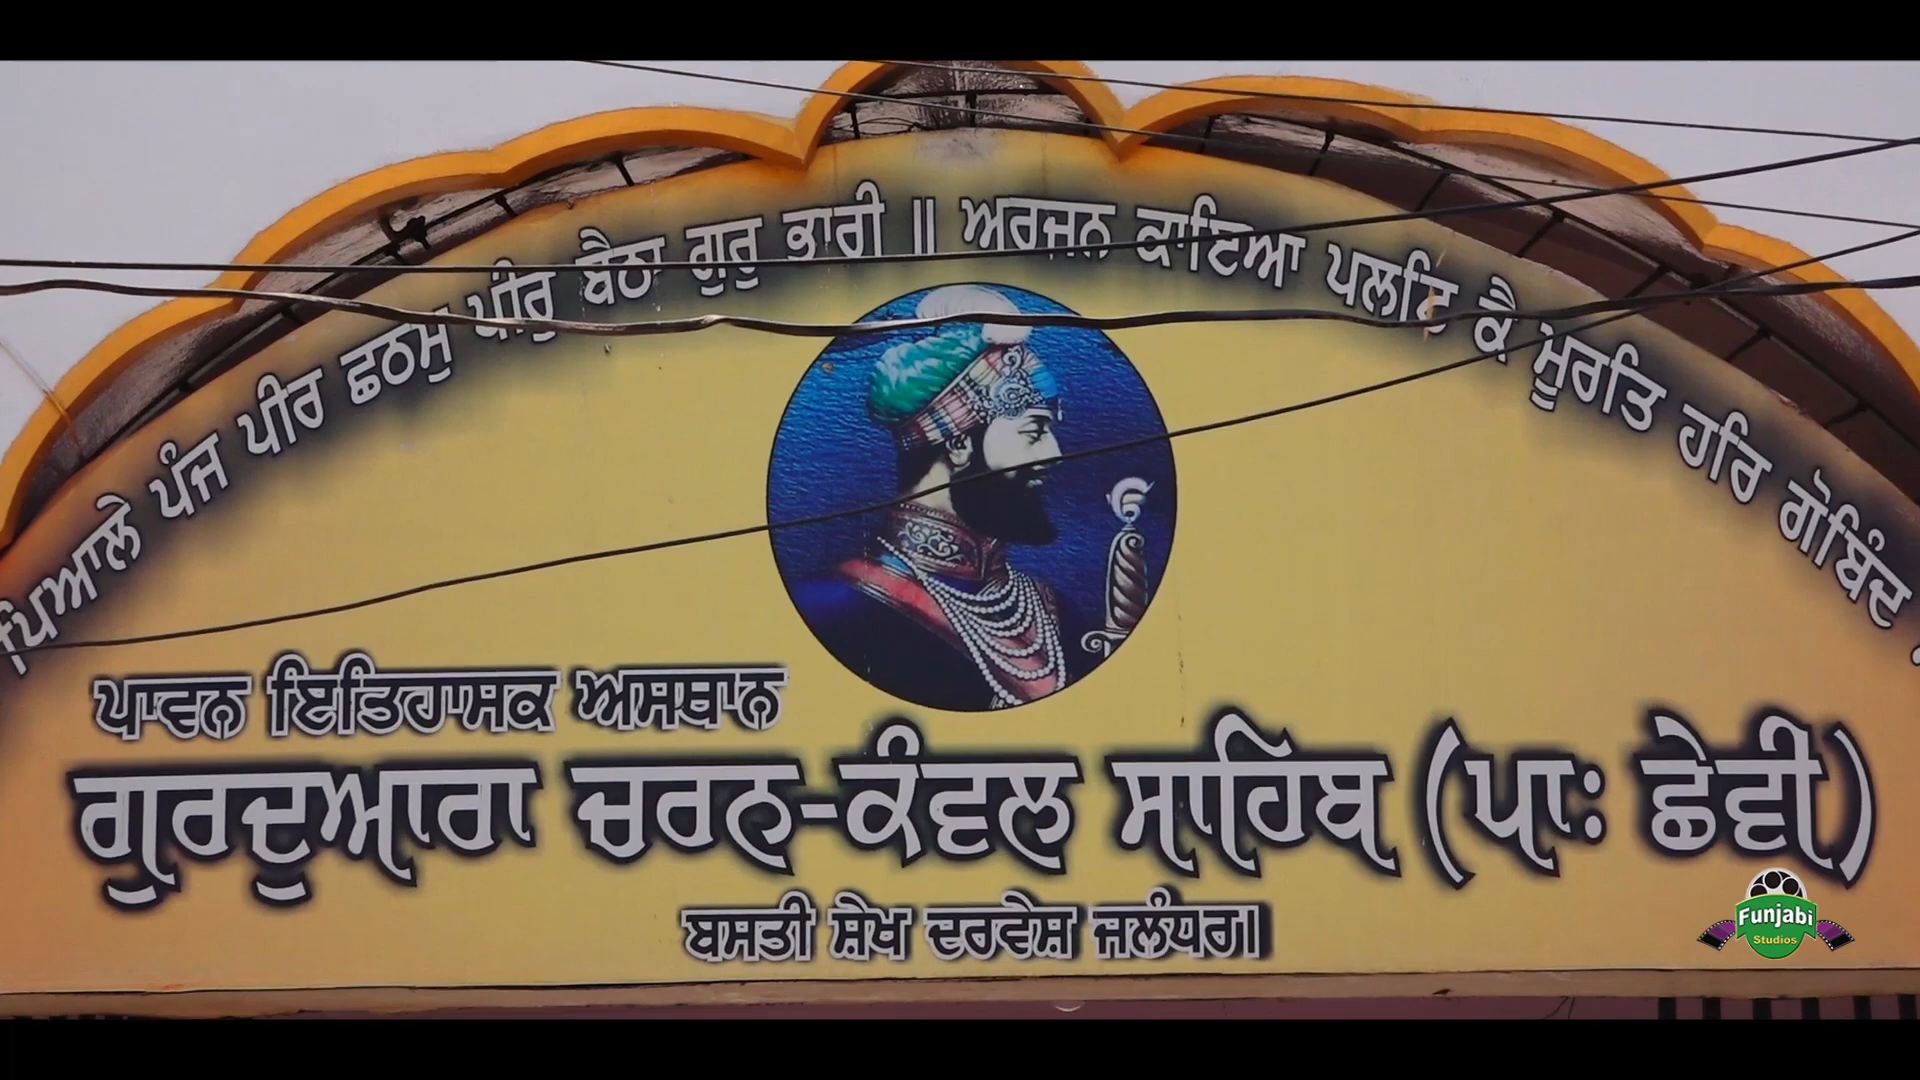 ਪਿਆਲੇ ਪੰਜ ਪੀਰ ਛਠਮੁ ਪੀਰੁ ਬੈਠਾ ਗੁਰੁ ਭਾਰੀ ॥ ਅਰਜਨ ਕਾਇਆ ਪਲਟਿ ਕੈ ਮੂਰਤਿ ਹਰਿ ਗੋਬਿੰਦ
ਪਾਵਨ ਇਤਿਹਾਸਕ ਅਸਥਾਨ
ਗੁਰਦੁਆਰਾ ਚਰਨ-ਕੰਵਲ ਸਾਹਿਬ (ਪਾਃ ਛੇਵੀਂ)
ਬਸਤੀ ਸ਼ੇਖ ਦਰਵੇਸ਼ ਜਲੰਧਰ।
Funjabi
Studios